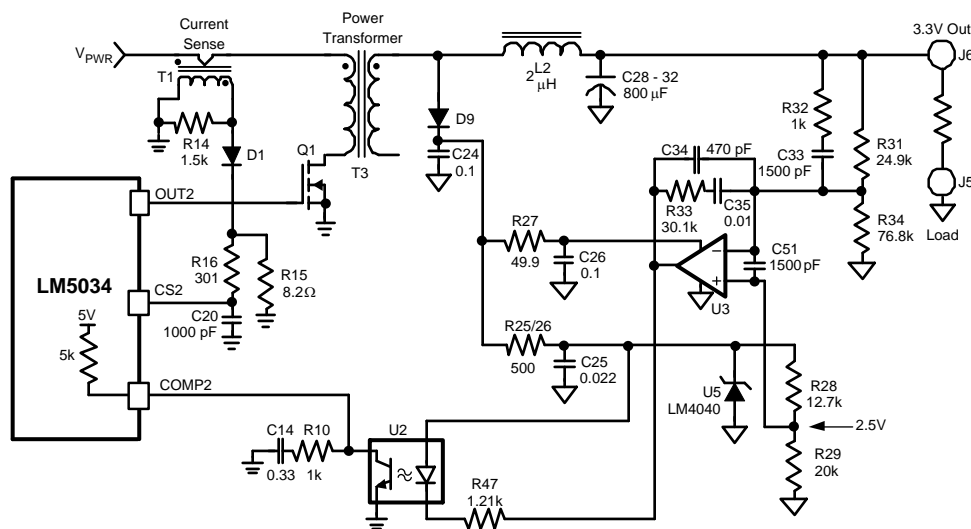 Current
Sense
Power
Transformer
3.3V Out
VPWR
T1
J6
L2
2 μH
C28 - 32
800 μF
R32
1k
R14
1.5k
D1
D9
Q1
C24
0.1
T3
C34
470 pF
C33
1500 pF
R31
24.9k
J5
OUT2
R33
30.1k
C35
0.01
R27
49.9
R34
76.8k
Load
R16
301
R15
8.2Ω
C26
0.1
C51
1500 pF
−
+
U3
LM5034
CS2
C20
1000 pF
5V
5k
R25/26
500
C25
0.022
U5
LM4040
R28
12.7k
COMP2
2.5V
C14
0.33
R10
1k
U2
R29
20k
R47
1.21k